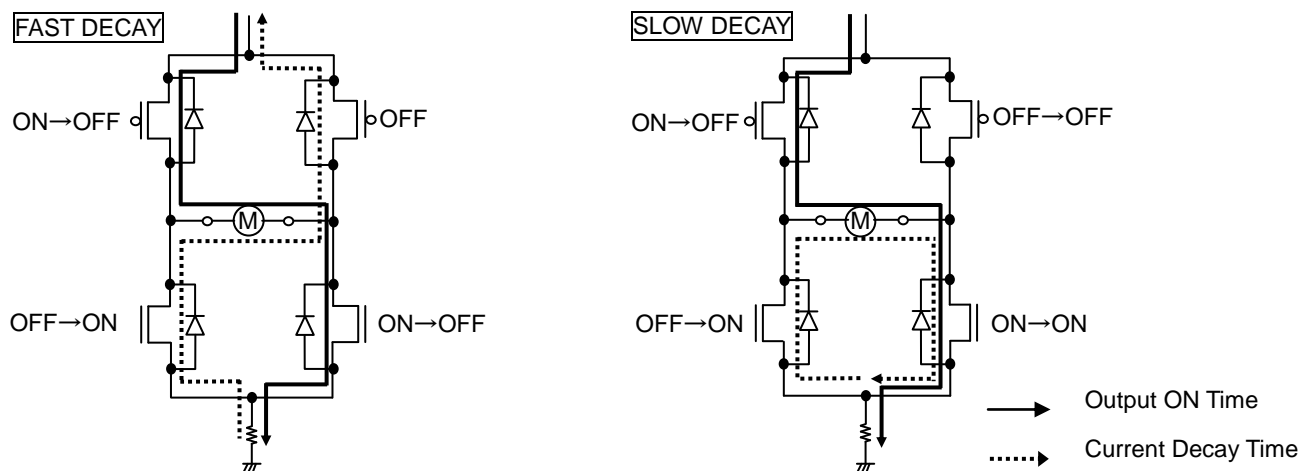 FAST DECAY
ON→OFF
OFF
M
OFF→ON
ON→OFF
SLOW DECAY
ON→OFF
OFF→OFF
M
OFF→ON
ON→ON
Output ON Time
Current Decay Time